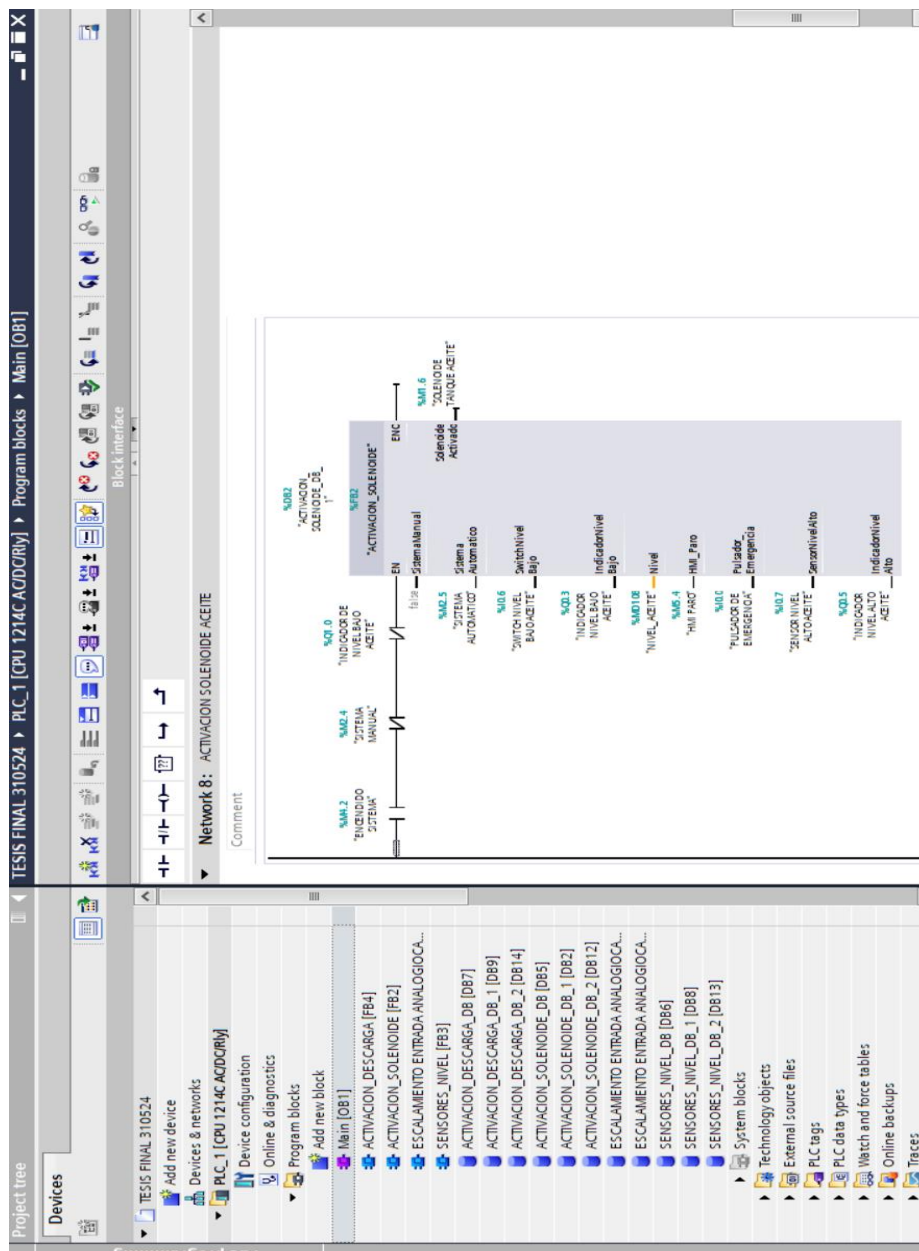 TESIS FINAL 310524 ▸ PLC_1 [CPU 1214C AC/DC/Rly] ▸ Program blocks ▸ Main [OB1]
Project tree
Devices
TESIS FINAL 310524
Add new device
Devices & networks
PLC_1 [CPU 1214C AC/DC/Rly]
Device configuration
Online & diagnostics
Program blocks
Add new block
Main [OB1]
ACTIVACION_DESCARGA [FB4]
ACTIVACION_SOLENOIDE [FB2]
ESCALAMIENTO ENTRADA ANALOGIOCA...
SENSORES_NIVEL [FB3]
ACTIVACION_DESCARGA_DB [DB7]
ACTIVACION_DESCARGA_DB_1 [DB9]
ACTIVACION_DESCARGA_DB_2 [DB14]
ACTIVACION_SOLENOIDE_DB [DB5]
ACTIVACION_SOLENOIDE_DB_1 [DB2]
ACTIVACION_SOLENOIDE_DB_2 [DB12]
ESCALAMIENTO ENTRADA ANALOGIOCA...
ESCALAMIENTO ENTRADA ANALOGIOCA...
SENSORES_NIVEL_DB [DB6]
SENSORES_NIVEL_DB_1 [DB8]
SENSORES_NIVEL_DB_2 [DB13]
System blocks
Technology objects
External source files
PLC tags
PLC data types
Watch and force tables
Online backups
Traces
Block interface
Network 8: ACTIVACION SOLENOIDE ACEITE
Comment
%M4.2
"ENCENDIDO
SISTEMA"
%M2.4
"SISTEMA
MANUAL"
%Q1.0
"INDICADOR DE
NIVEL BAJO
ACEITE"
%DB2
"ACTIVACION_
SOLENOIDE_DB_
1"
%FB2
"ACTIVACION_SOLENOIDE"
EN
ENO
false
SistemaManual
%M2.5
"SISTEMA
AUTOMATICO"
Sistema
Automatico
%I0.6
"SWITCH NIVEL
BAJO ACEITE"
SwitchNivel
Bajo
%Q0.3
"INDICADOR
NIVEL BAJO
ACEITE"
IndicadorNivel
Bajo
%MD108
"NIVEL_ACEITE"
Nivel
%M5.4
"HMI PARO"
HMI_Paro
%I0.0
"PULSADOR DE
EMERGENCIA"
Pulsador_
Emergencia
%I0.7
"SENSOR NIVEL
ALTO ACEITE"
SensorNivelAlto
%Q0.5
"INDICADOR
NIVEL ALTO
ACEITE"
IndicadorNivel
Alto
Solenoide
Activado
%M1.6
"SOLENOIDE
TANQUE ACEITE"